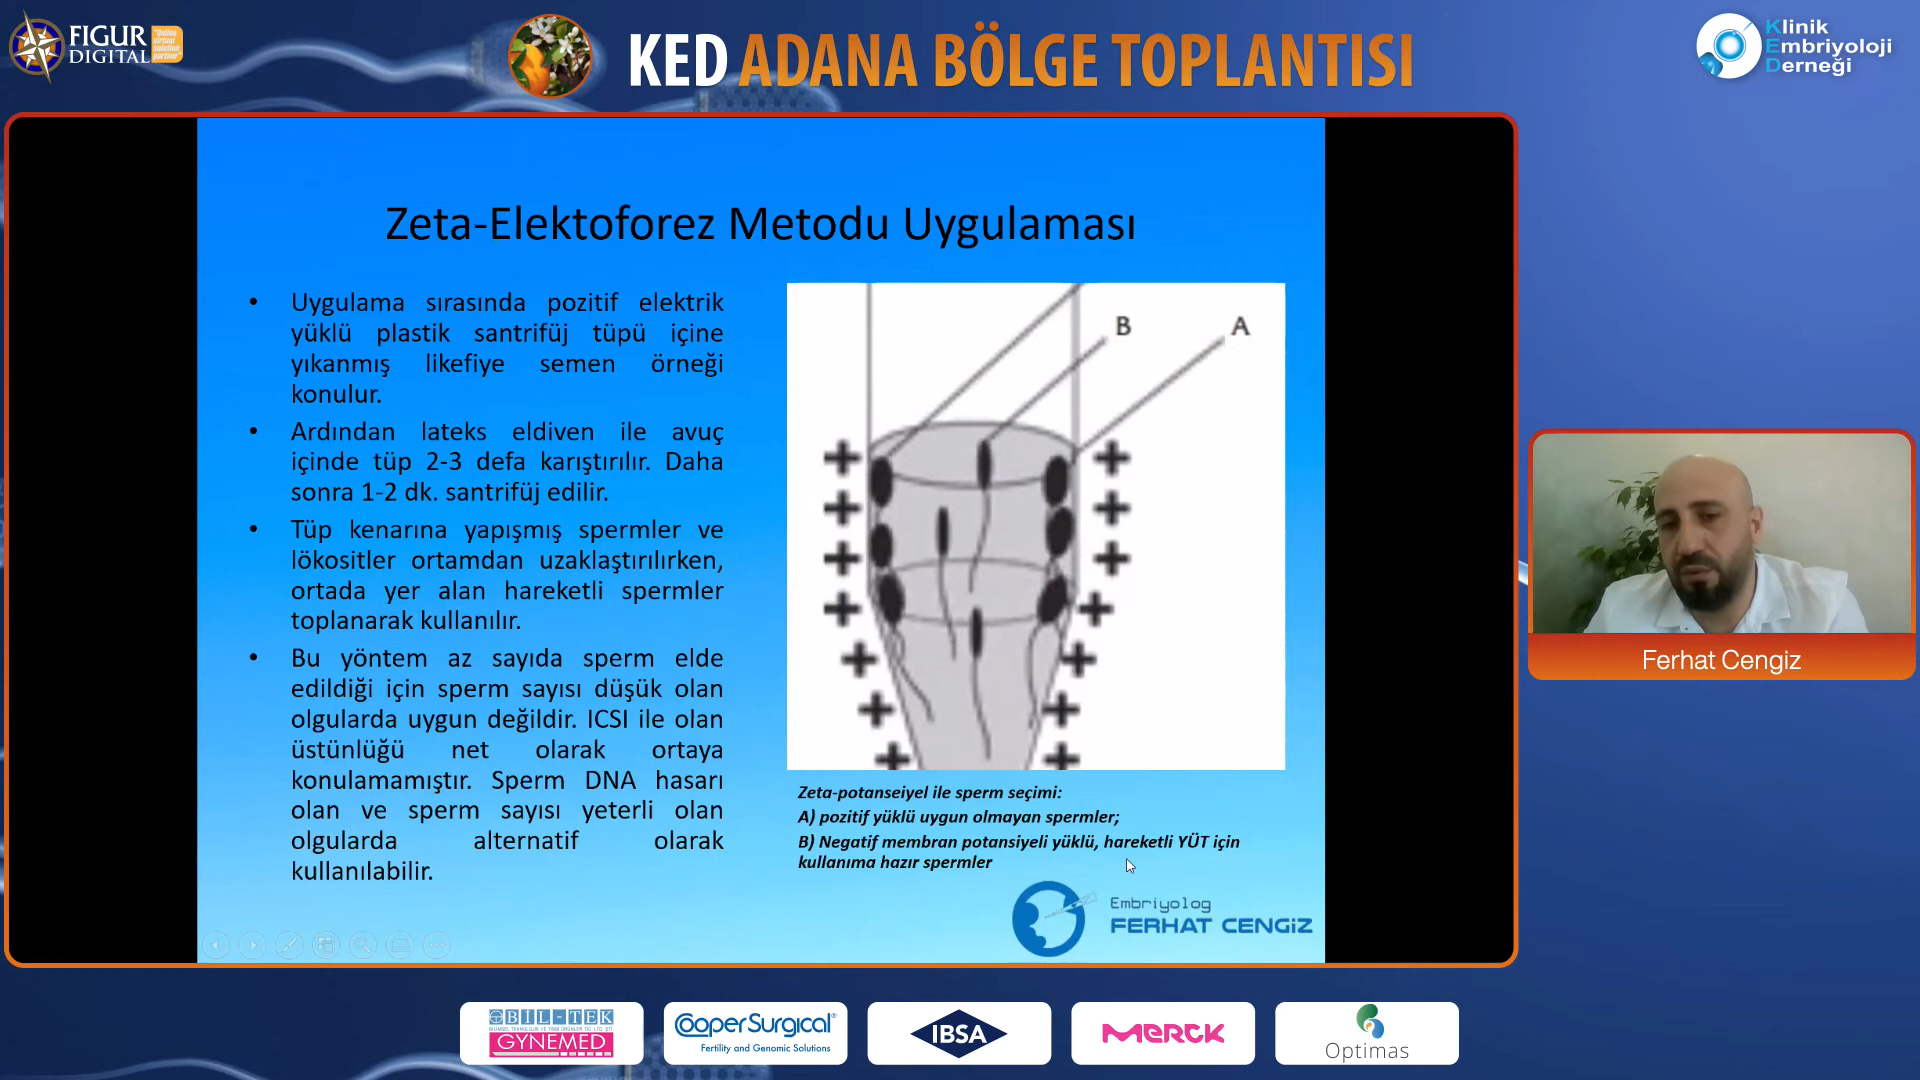 FIGUR
DIGITAL
"Online
virtual
solution
partner"
KED ADANA BÖLGE TOPLANTISI
Klinik
Embriyoloji
Derneği
Zeta-Elektoforez Metodu Uygulaması
• Uygulama sırasında pozitif elektrik
yüklü plastik santrifüj tüpü içine
yıkanmış likefiye semen örneği
konulur.
• Ardından lateks eldiven ile avuç
içinde tüp 2-3 defa karıştırılır. Daha
sonra 1-2 dk. santrifüj edilir.
• Tüp kenarına yapışmış spermler ve
lökositler ortamdan uzaklaştırılırken,
ortada yer alan hareketli spermler
toplanarak kullanılır.
• Bu yöntem az sayıda sperm elde
edildiği için sperm sayısı düşük olan
olgularda uygun değildir. ICSI ile olan
üstünlüğü net olarak ortaya
konulamamıştır. Sperm DNA hasarı
olan ve sperm sayısı yeterli olan
olgularda alternatif olarak
kullanılabilir.
B A
Zeta-potanseiyel ile sperm seçimi:
A) pozitif yüklü uygun olmayan spermler;
B) Negatif membran potansiyeli yüklü, hareketli YÜT için
kullanıma hazır spermler
Embriyolog
FERHAT CENGİZ
Ferhat Cengiz
BİL-TEK
GYNEMED
CooperSurgical®
Fertility and Genomic Solutions
IBSA
MERCK
Optimas